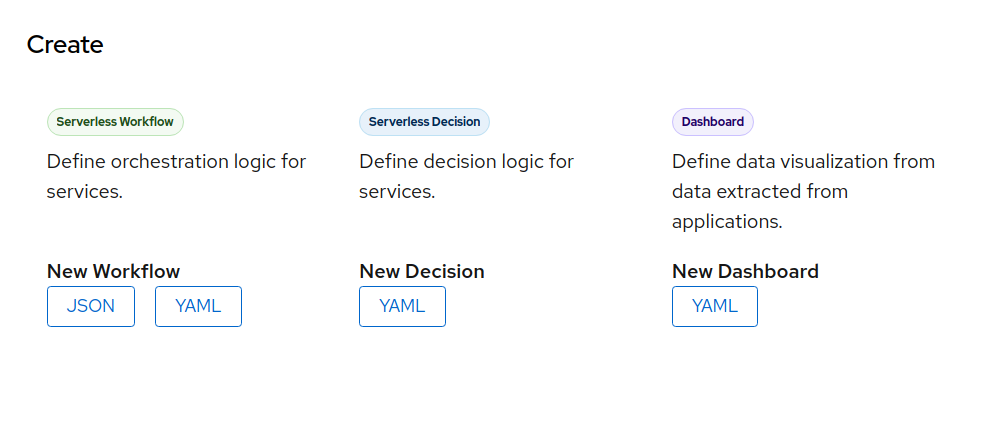 Create
Serverless Workflow
Define orchestration logic for
services.
New Workflow
JSON
YAML
Serverless Decision
Define decision logic for
services.
New Decision
YAML
Dashboard
Define data visualization from
data extracted from
applications.
New Dashboard
YAML